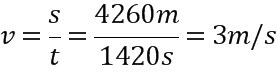 v = s/t = 4260m/1420s = 3m/s